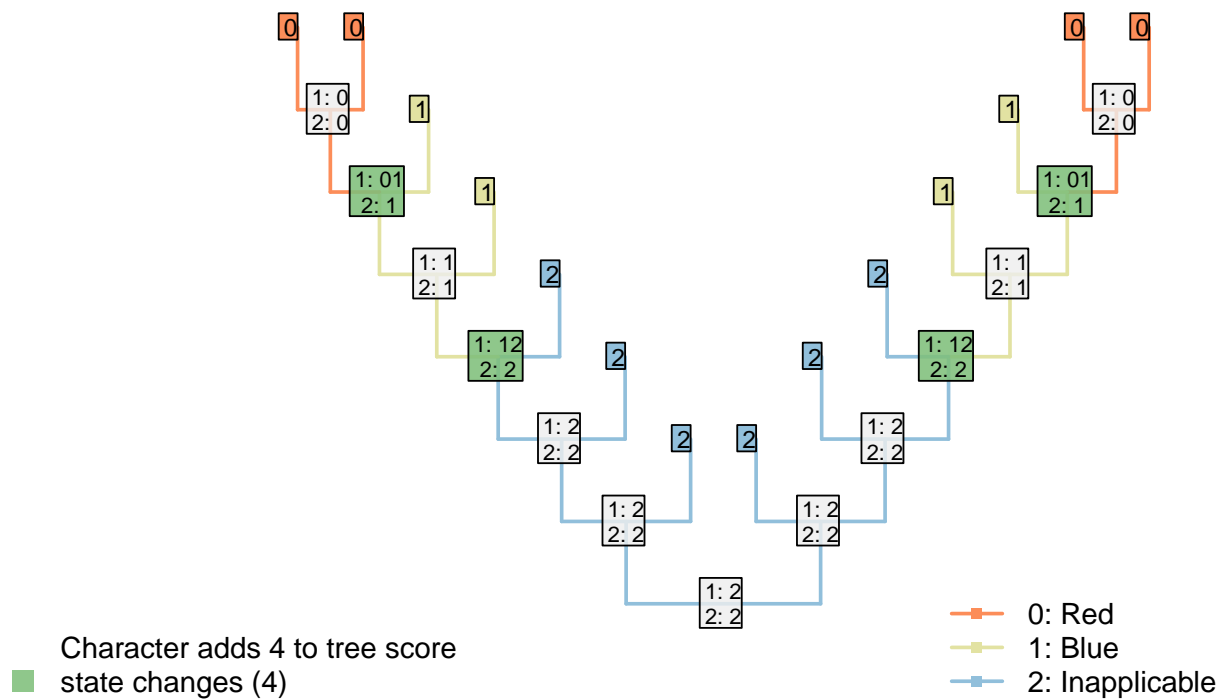 0 0 0 0
1: 0 1: 0
2: 0 1 1 2: 0
1: 01 1: 01
2: 1 1 1 2: 1
1: 1 1: 1
2: 1 2 2 2: 1
1: 12 1: 12
2: 2 2 2 2: 2
1: 2 1: 2
2: 2 2 2 2: 2
1: 2 1: 2
2: 2 2: 2
1: 2
2: 2
0: Red
1: Blue
2: Inapplicable
Character adds 4 to tree score
state changes (4)